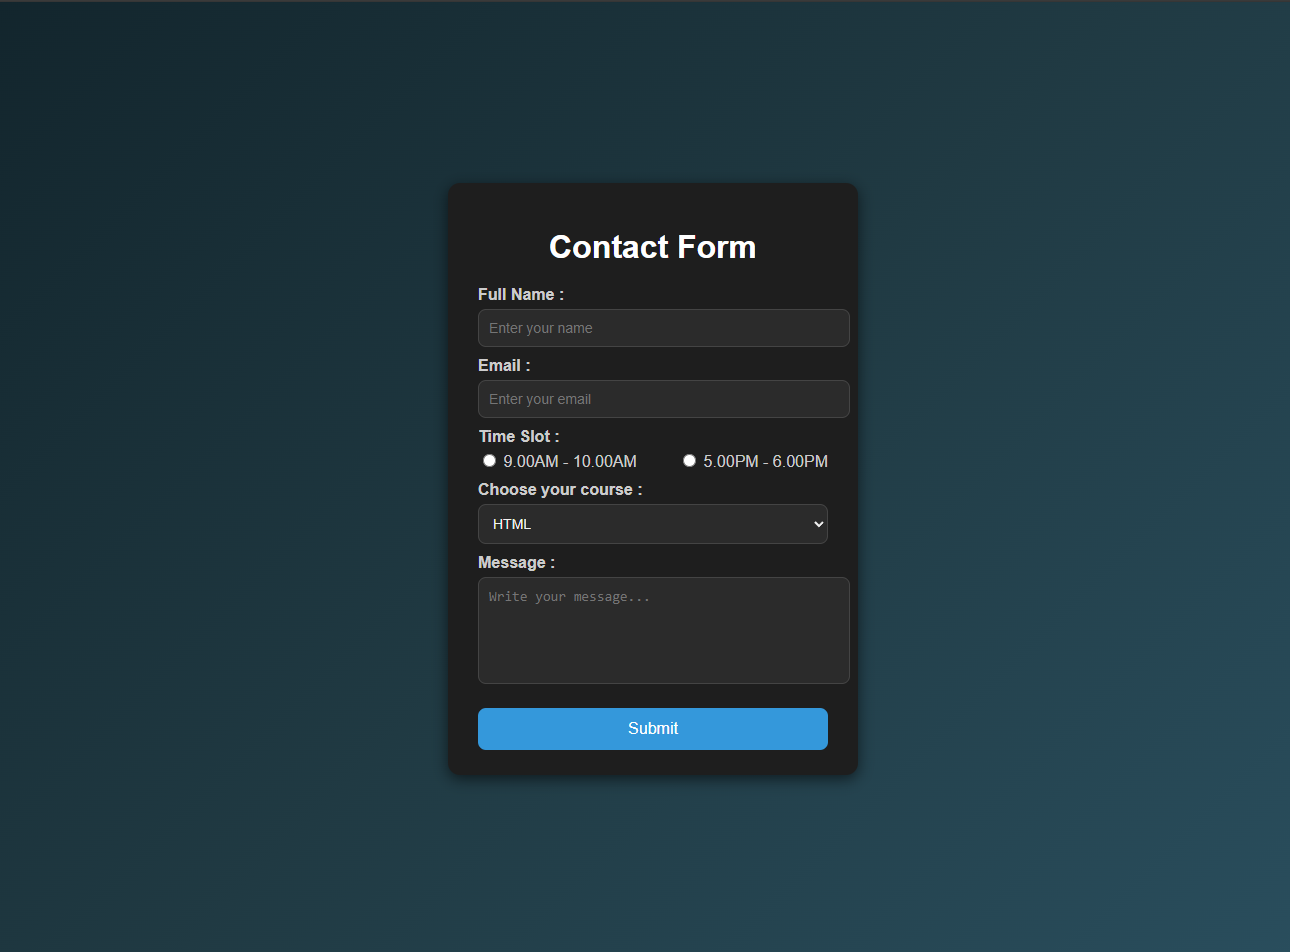 Contact Form
Full Name :
Enter your name
Email :
Enter your email
Time Slot :
9.00AM - 10.00AM 5.00PM - 6.00PM
Choose your course :
HTML
Message :
Write your message...
Submit